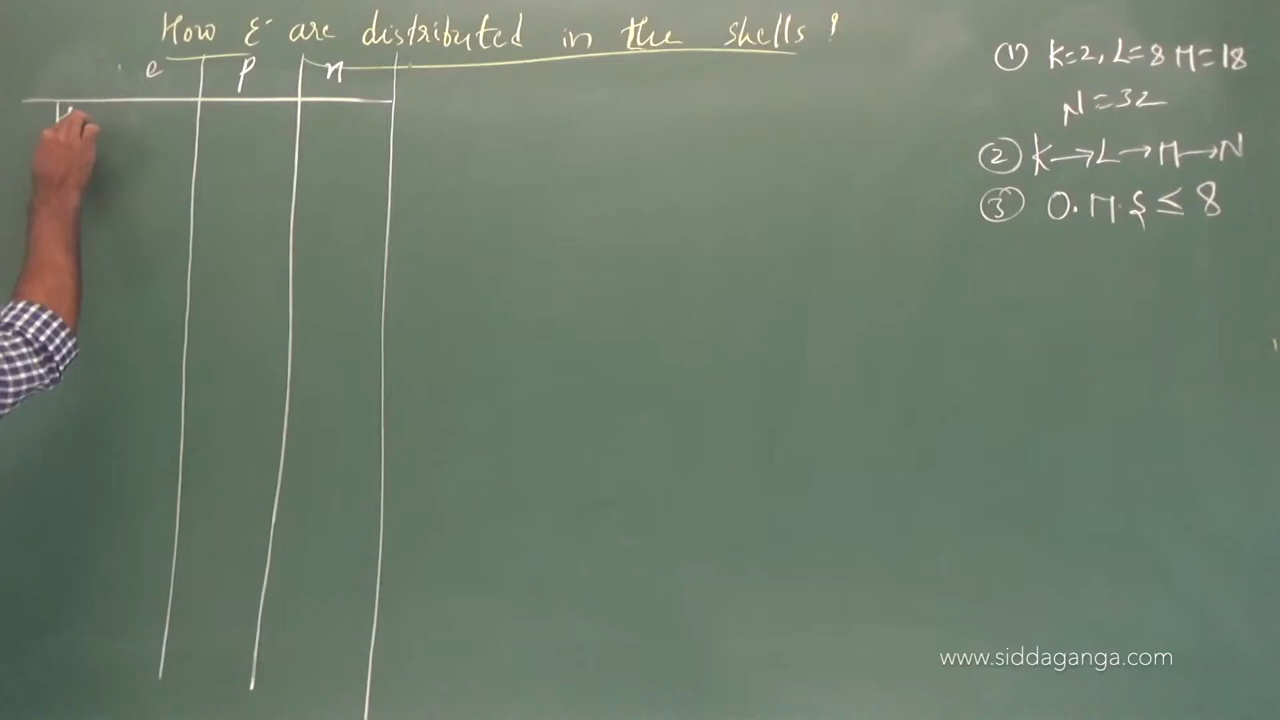 How ε⁻ are distributed in the shells !
e p n
① K=2, L=8 M=18
N=32
② K→L→M→N
③ O.M.S ≤ 8
www.siddaganga.com